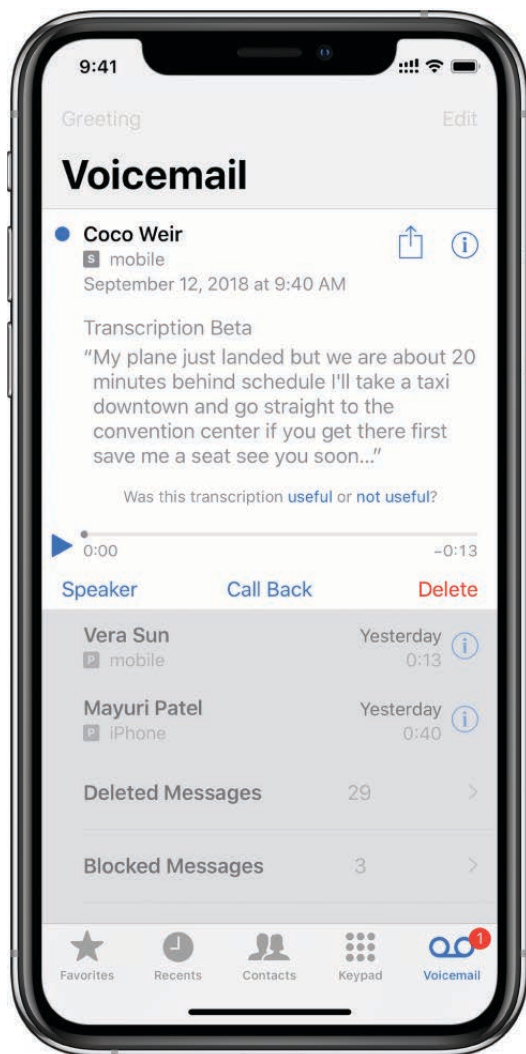 9:41
Greeting Edit
Voicemail
Coco Weir
S mobile
September 12, 2018 at 9:40 AM
Transcription Beta
“My plane just landed but we are about 20
minutes behind schedule I'll take a taxi
downtown and go straight to the
convention center if you get there first
save me a seat see you soon...”
Was this transcription useful or not useful?
0:00 −0:13
Speaker Call Back Delete
Vera Sun Yesterday
P mobile 0:13
Mayuri Patel Yesterday
P iPhone 0:40
Deleted Messages 29
Blocked Messages 3
1
Favorites Recents Contacts Keypad Voicemail